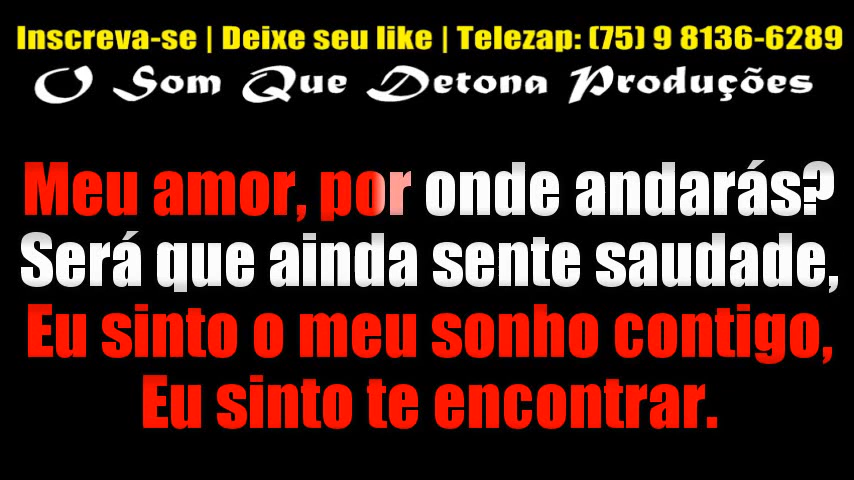 Inscreva-se | Deixe seu like | Telezap: (75) 9 8136-6289
O Som Que Detona Produções
Meu amor, por onde andarás?
Será que ainda sente saudade,
Eu sinto o meu sonho contigo,
Eu sinto te encontrar.